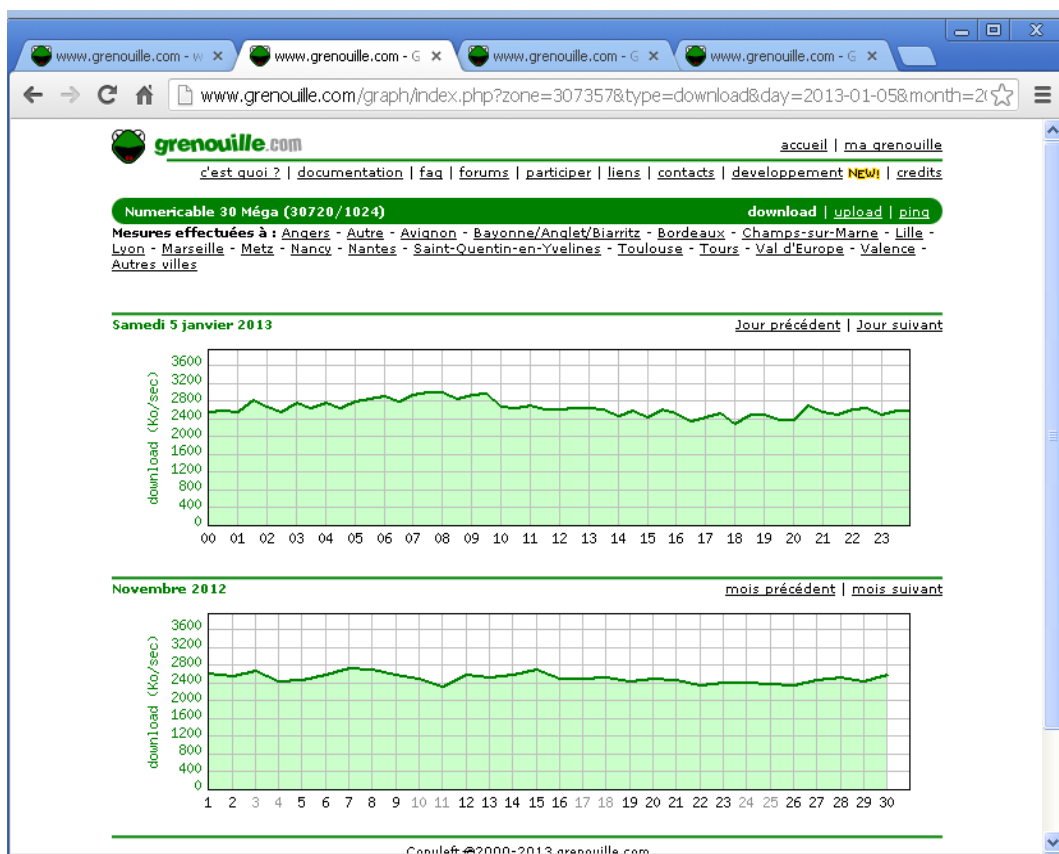 www.grenouille.com - w
www.grenouille.com - G
www.grenouille.com - G
www.grenouille.com - G
www.grenouille.com/graph/index.php?zone=307357&type=download&day=2013-01-05&month=20
grenouille.com
accueil | ma grenouille
c'est quoi ? | documentation | faq | forums | participer | liens | contacts | developpement NEW! | credits
Numericable 30 Méga (30720/1024)
download | upload | ping
Mesures effectuées à : Angers - Autre - Avignon - Bayonne/Anglet/Biarritz - Bordeaux - Champs-sur-Marne - Lille -
Lyon - Marseille - Metz - Nancy - Nantes - Saint-Quentin-en-Yvelines - Toulouse - Tours - Val d'Europe - Valence -
Autres villes
Samedi 5 janvier 2013
Jour précédent | Jour suivant
download (Ko/sec)
3600
3200
2800
2400
2000
1600
1200
800
400
0
00 01 02 03 04 05 06 07 08 09 10 11 12 13 14 15 16 17 18 19 20 21 22 23
Novembre 2012
mois précédent | mois suivant
download (Ko/sec)
3600
3200
2800
2400
2000
1600
1200
800
400
0
1 2 3 4 5 6 7 8 9 10 11 12 13 14 15 16 17 18 19 20 21 22 23 24 25 26 27 28 29 30
Copyleft @2000-2013 grenouille.com